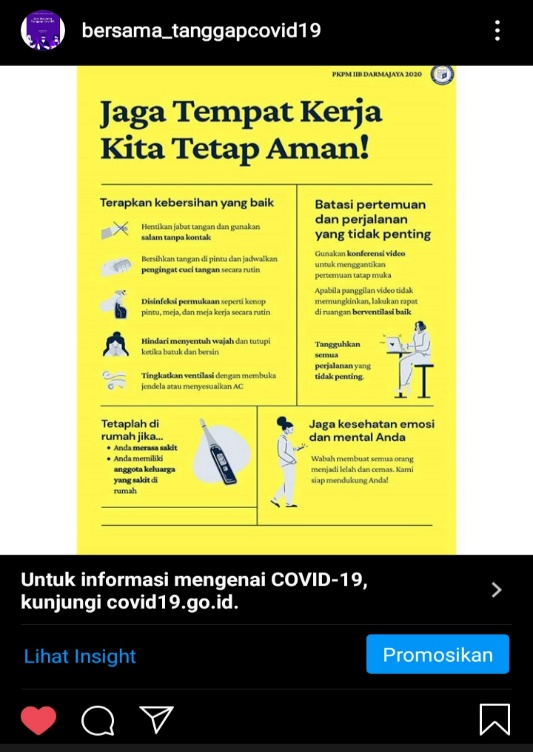 bersama_tanggapcovid19
PKPM IIB DARMAJAYA 2020
Jaga Tempat Kerja
Kita Tetap Aman!
Terapkan kebersihan yang baik
Hentikan jabat tangan dan gunakan
salam tanpa kontak
Bersihkan tangan di pintu dan jadwalkan
pengingat cuci tangan secara rutin
Disinfeksi permukaan seperti kenop
pintu, meja, dan meja kerja secara rutin
Hindari menyentuh wajah dan tutupi
ketika batuk dan bersin
Tingkatkan ventilasi dengan membuka
jendela atau menyesuaikan AC
Batasi pertemuan
dan perjalanan
yang tidak penting
Gunakan konferensi video
untuk menggantikan
pertemuan tatap muka
Apabila panggilan video tidak
memungkinkan, lakukan rapat
di ruangan berventilasi baik
Tangguhkan
semua
perjalanan yang
tidak penting.
Tetaplah di
rumah jika...
• Anda merasa sakit
• Anda memiliki
anggota keluarga
yang sakit di
rumah
Jaga kesehatan emosi
dan mental Anda
Wabah membuat semua orang
menjadi lelah dan cemas. Kami
siap mendukung Anda!
Untuk informasi mengenai COVID-19,
kunjungi covid19.go.id.
Lihat Insight
Promosikan